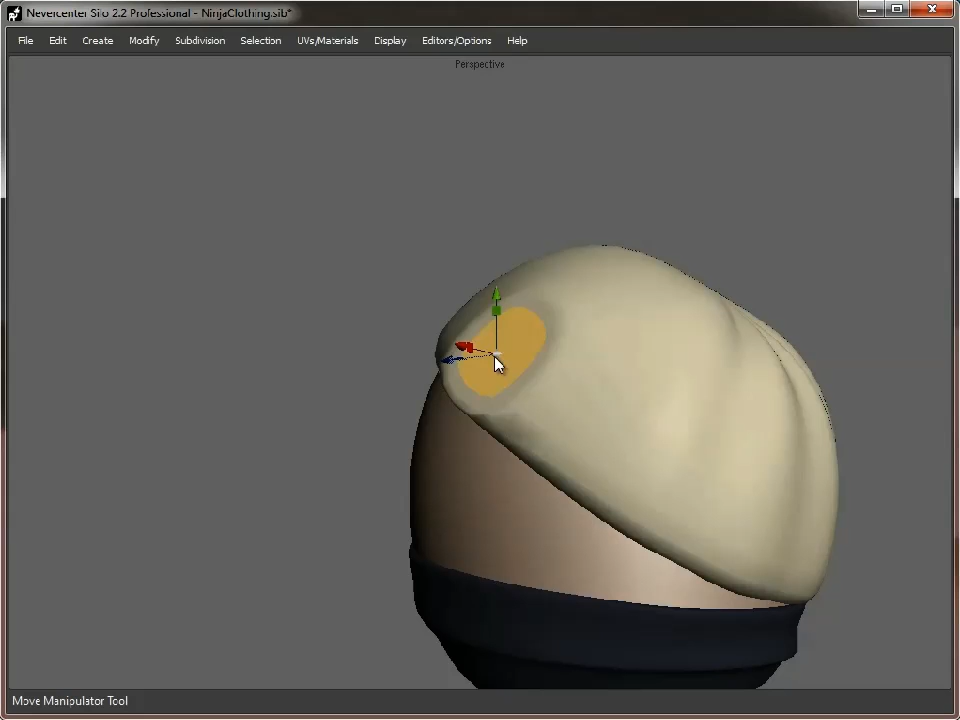 Nevercenter Silo 2.2 Professional - NinjaClothing.sib*
File Edit Create Modify Subdivision Selection UVs/Materials Display Editors/Options Help
Perspective
Move Manipulator Tool